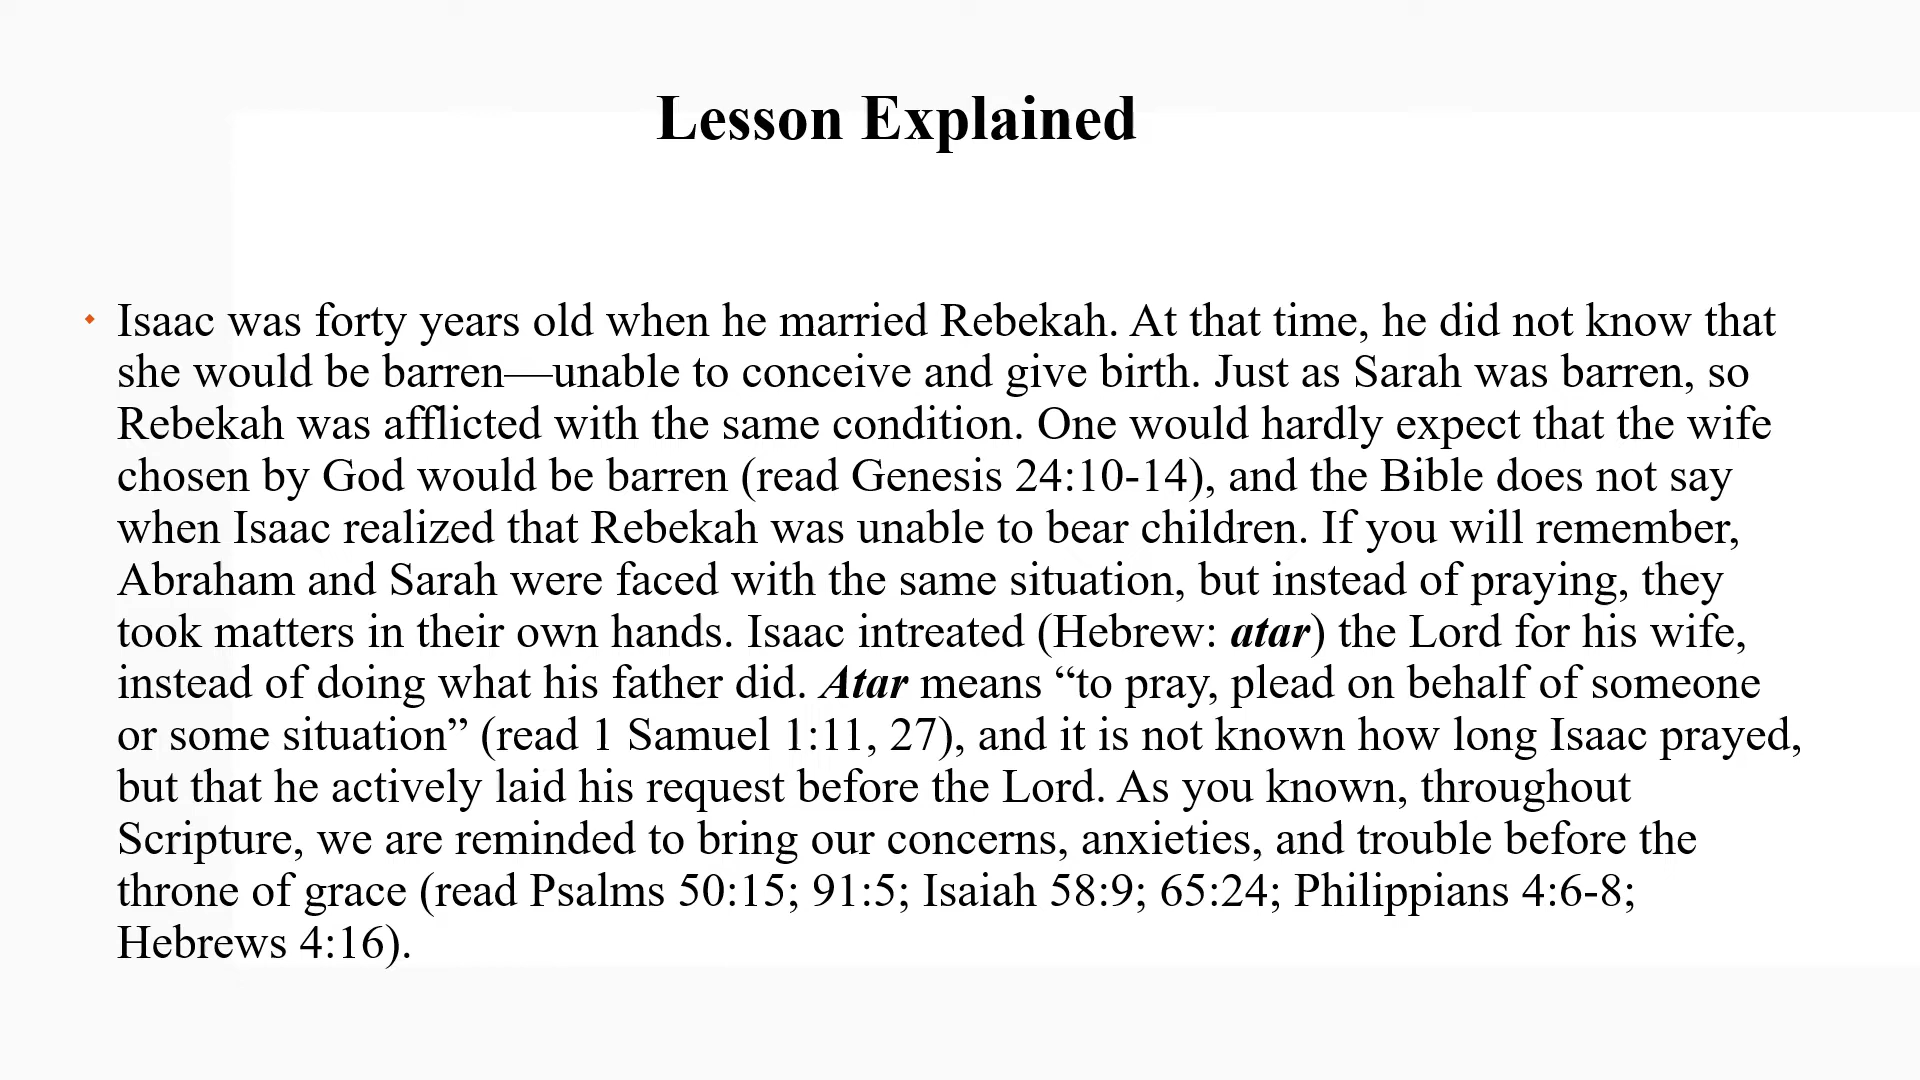 Lesson Explained
Isaac was forty years old when he married Rebekah. At that time, he did not know that
she would be barren—unable to conceive and give birth. Just as Sarah was barren, so
Rebekah was afflicted with the same condition. One would hardly expect that the wife
chosen by God would be barren (read Genesis 24:10-14), and the Bible does not say
when Isaac realized that Rebekah was unable to bear children. If you will remember,
Abraham and Sarah were faced with the same situation, but instead of praying, they
took matters in their own hands. Isaac intreated (Hebrew: atar) the Lord for his wife,
instead of doing what his father did. Atar means “to pray, plead on behalf of someone
or some situation” (read 1 Samuel 1:11, 27), and it is not known how long Isaac prayed,
but that he actively laid his request before the Lord. As you known, throughout
Scripture, we are reminded to bring our concerns, anxieties, and trouble before the
throne of grace (read Psalms 50:15; 91:5; Isaiah 58:9; 65:24; Philippians 4:6-8;
Hebrews 4:16).